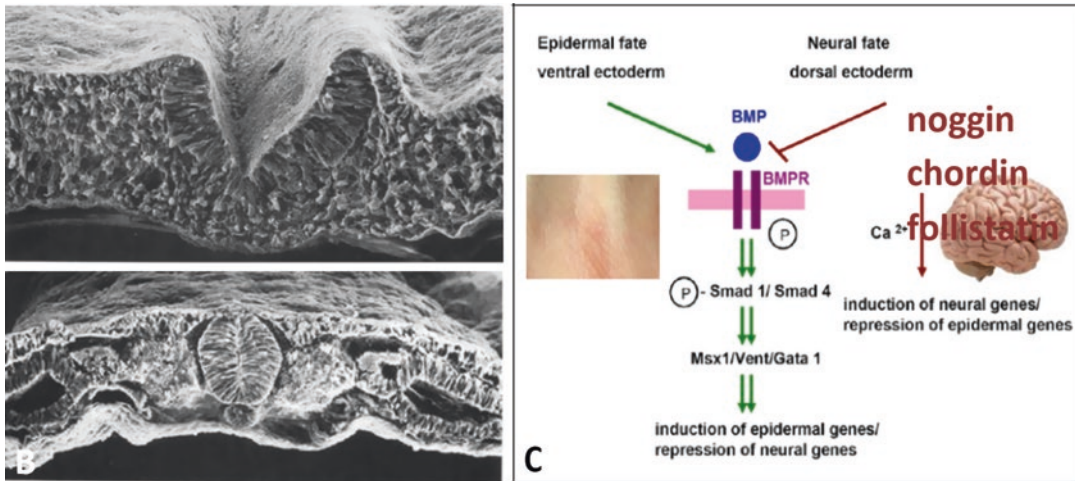 B
C
Epidermal fate
ventral ectoderm
Neural fate
dorsal ectoderm
BMP
noggin
chordin
follistatin
BMPR
P
Ca 2+
P - Smad 1/ Smad 4
Msx1/Vent/Gata 1
induction of epidermal genes/
repression of neural genes
induction of neural genes/
repression of epidermal genes